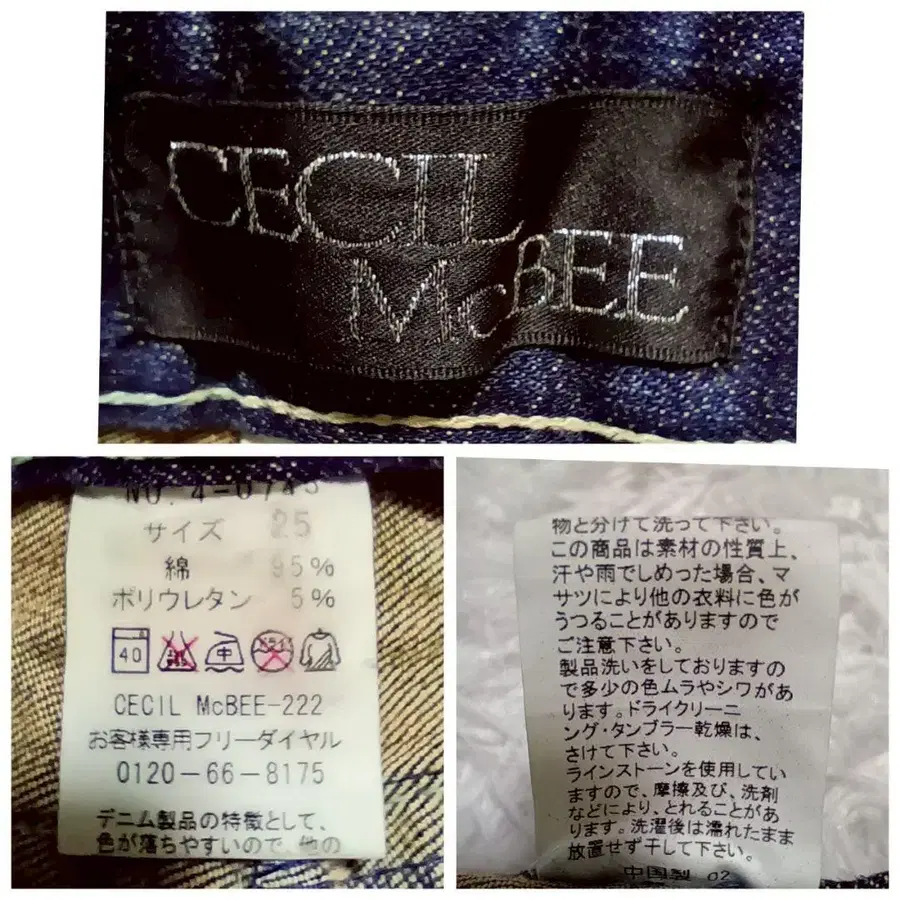 CECIL
McBEE
NO. 4-0745
サイズ 25
綿 95%
ポリウレタン 5%
40 中 ドライ
CECIL McBEE-222
お客様専用フリーダイヤル
0120-66-8175
デニム製品の特徴として、
色が落ちやすいので、他の
物と分けて洗って下さい。
この商品は素材の性質上、
汗や雨でしめった場合、マ
サツにより他の衣料に色が
うつることがありますので
ご注意下さい。
製品洗いをしておりますの
で多少の色ムラやシワがあ
ります。ドライクリーニ
ング・タンブラー乾燥は、
さけて下さい。
ラインストーンを使用してい
ますので、摩擦及び、洗剤
などにより、とれることがあ
ります。洗濯後は濡れたまま
放置せず干して下さい。
中国製 02